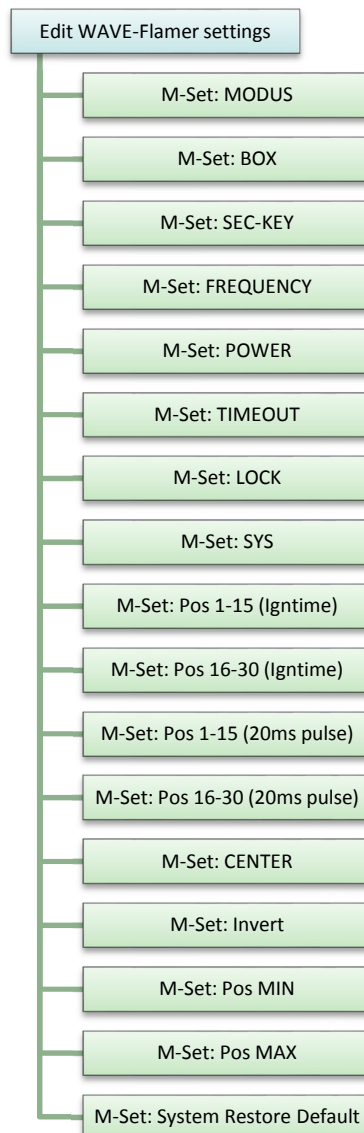 Edit WAVE-Flamer settings
M-Set: MODUS
M-Set: BOX
M-Set: SEC-KEY
M-Set: FREQUENCY
M-Set: POWER
M-Set: TIMEOUT
M-Set: LOCK
M-Set: SYS
M-Set: Pos 1-15 (Igntime)
M-Set: Pos 16-30 (Igntime)
M-Set: Pos 1-15 (20ms pulse)
M-Set: Pos 16-30 (20ms pulse)
M-Set: CENTER
M-Set: Invert
M-Set: Pos MIN
M-Set: Pos MAX
M-Set: System Restore Default